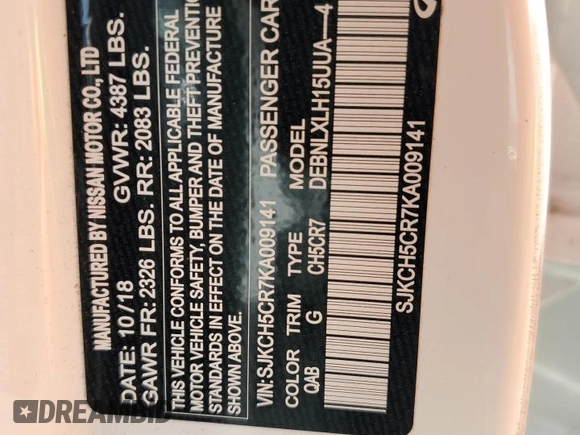 MANUFACTURED BY NISSAN MOTOR CO., LTD
DATE: 10/18 GVWR: 4387 LBS.
GAWR FR: 2326 LBS. RR: 2083 LBS.
THIS VEHICLE CONFORMS TO ALL APPLICABLE FEDERAL
MOTOR VEHICLE SAFETY, BUMPER AND THEFT PREVENTION
STANDARDS IN EFFECT ON THE DATE OF MANUFACTURE
SHOWN ABOVE.
VIN: SJKCH5CR7KA009141 PASSENGER CAR
COLOR TRIM TYPE MODEL
QAB G CH5CR7 DEBNLXLH15UUA—4
SJKCH5CR7KA009141
DREAMBID